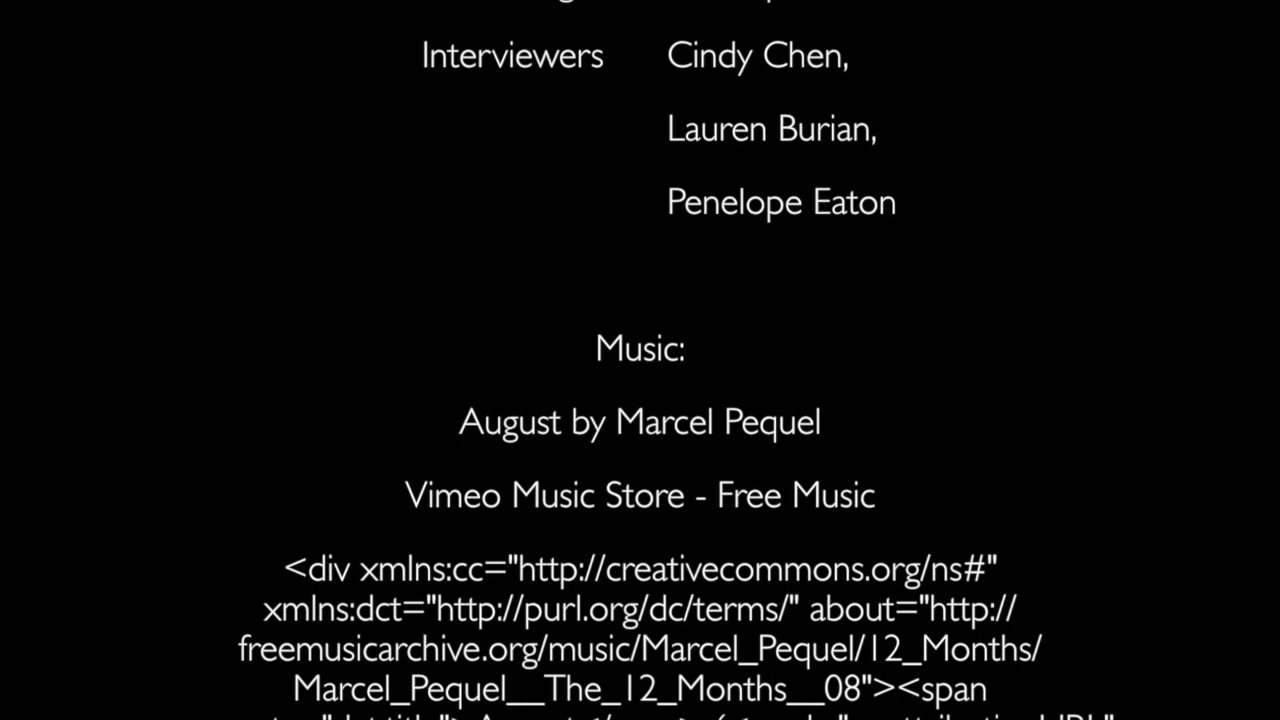 Interviewers Cindy Chen,
Lauren Burian,
Penelope Eaton
Music:
August by Marcel Pequel
Vimeo Music Store - Free Music
<div xmlns:cc="http://creativecommons.org/ns#"
xmlns:dct="http://purl.org/dc/terms/" about="http://
freemusicarchive.org/music/Marcel_Pequel/12_Months/
Marcel_Pequel__The_12_Months__08"><span